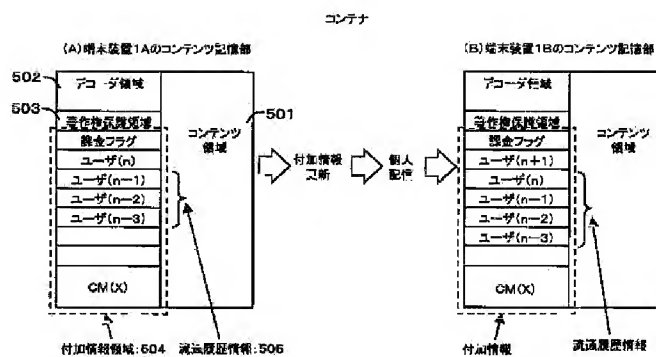 コンテナ
(A)端末装置1Aのコンテンツ記憶部
(B)端末装置1Bのコンテンツ記憶部
502
デコーダ領域
503
著作権保護領域
課金フラグ
ユーザ(n)
ユーザ(n−1)
ユーザ(n−2)
ユーザ(n−3)
CM(X)
501
コンテンツ
領域
付加情報
更新
個人
配信
デコーダ領域
著作権保護領域
課金フラグ
ユーザ(n+1)
ユーザ(n)
ユーザ(n−1)
ユーザ(n−2)
ユーザ(n−3)
CM(X)
コンテンツ
領域
付加情報領域:504
流通履歴情報:506
付加情報
流通履歴情報